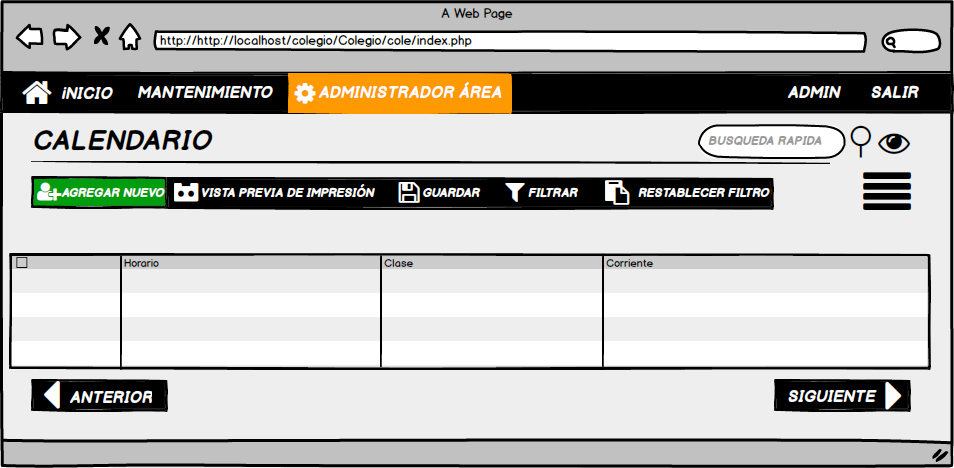 A Web Page
http://http://localhost/colegio/Colegio/cole/index.php
iNICIO MANTENIMIENTO ADMINISTRADOR ÁREA ADMIN SALIR
CALENDARIO BUSQUEDA RAPIDA
AGREGAR NUEVO VISTA PREVIA DE IMPRESIÓN GUARDAR FILTRAR RESTABLECER FILTRO
Horario Clase Corriente
ANTERIOR SIGUIENTE